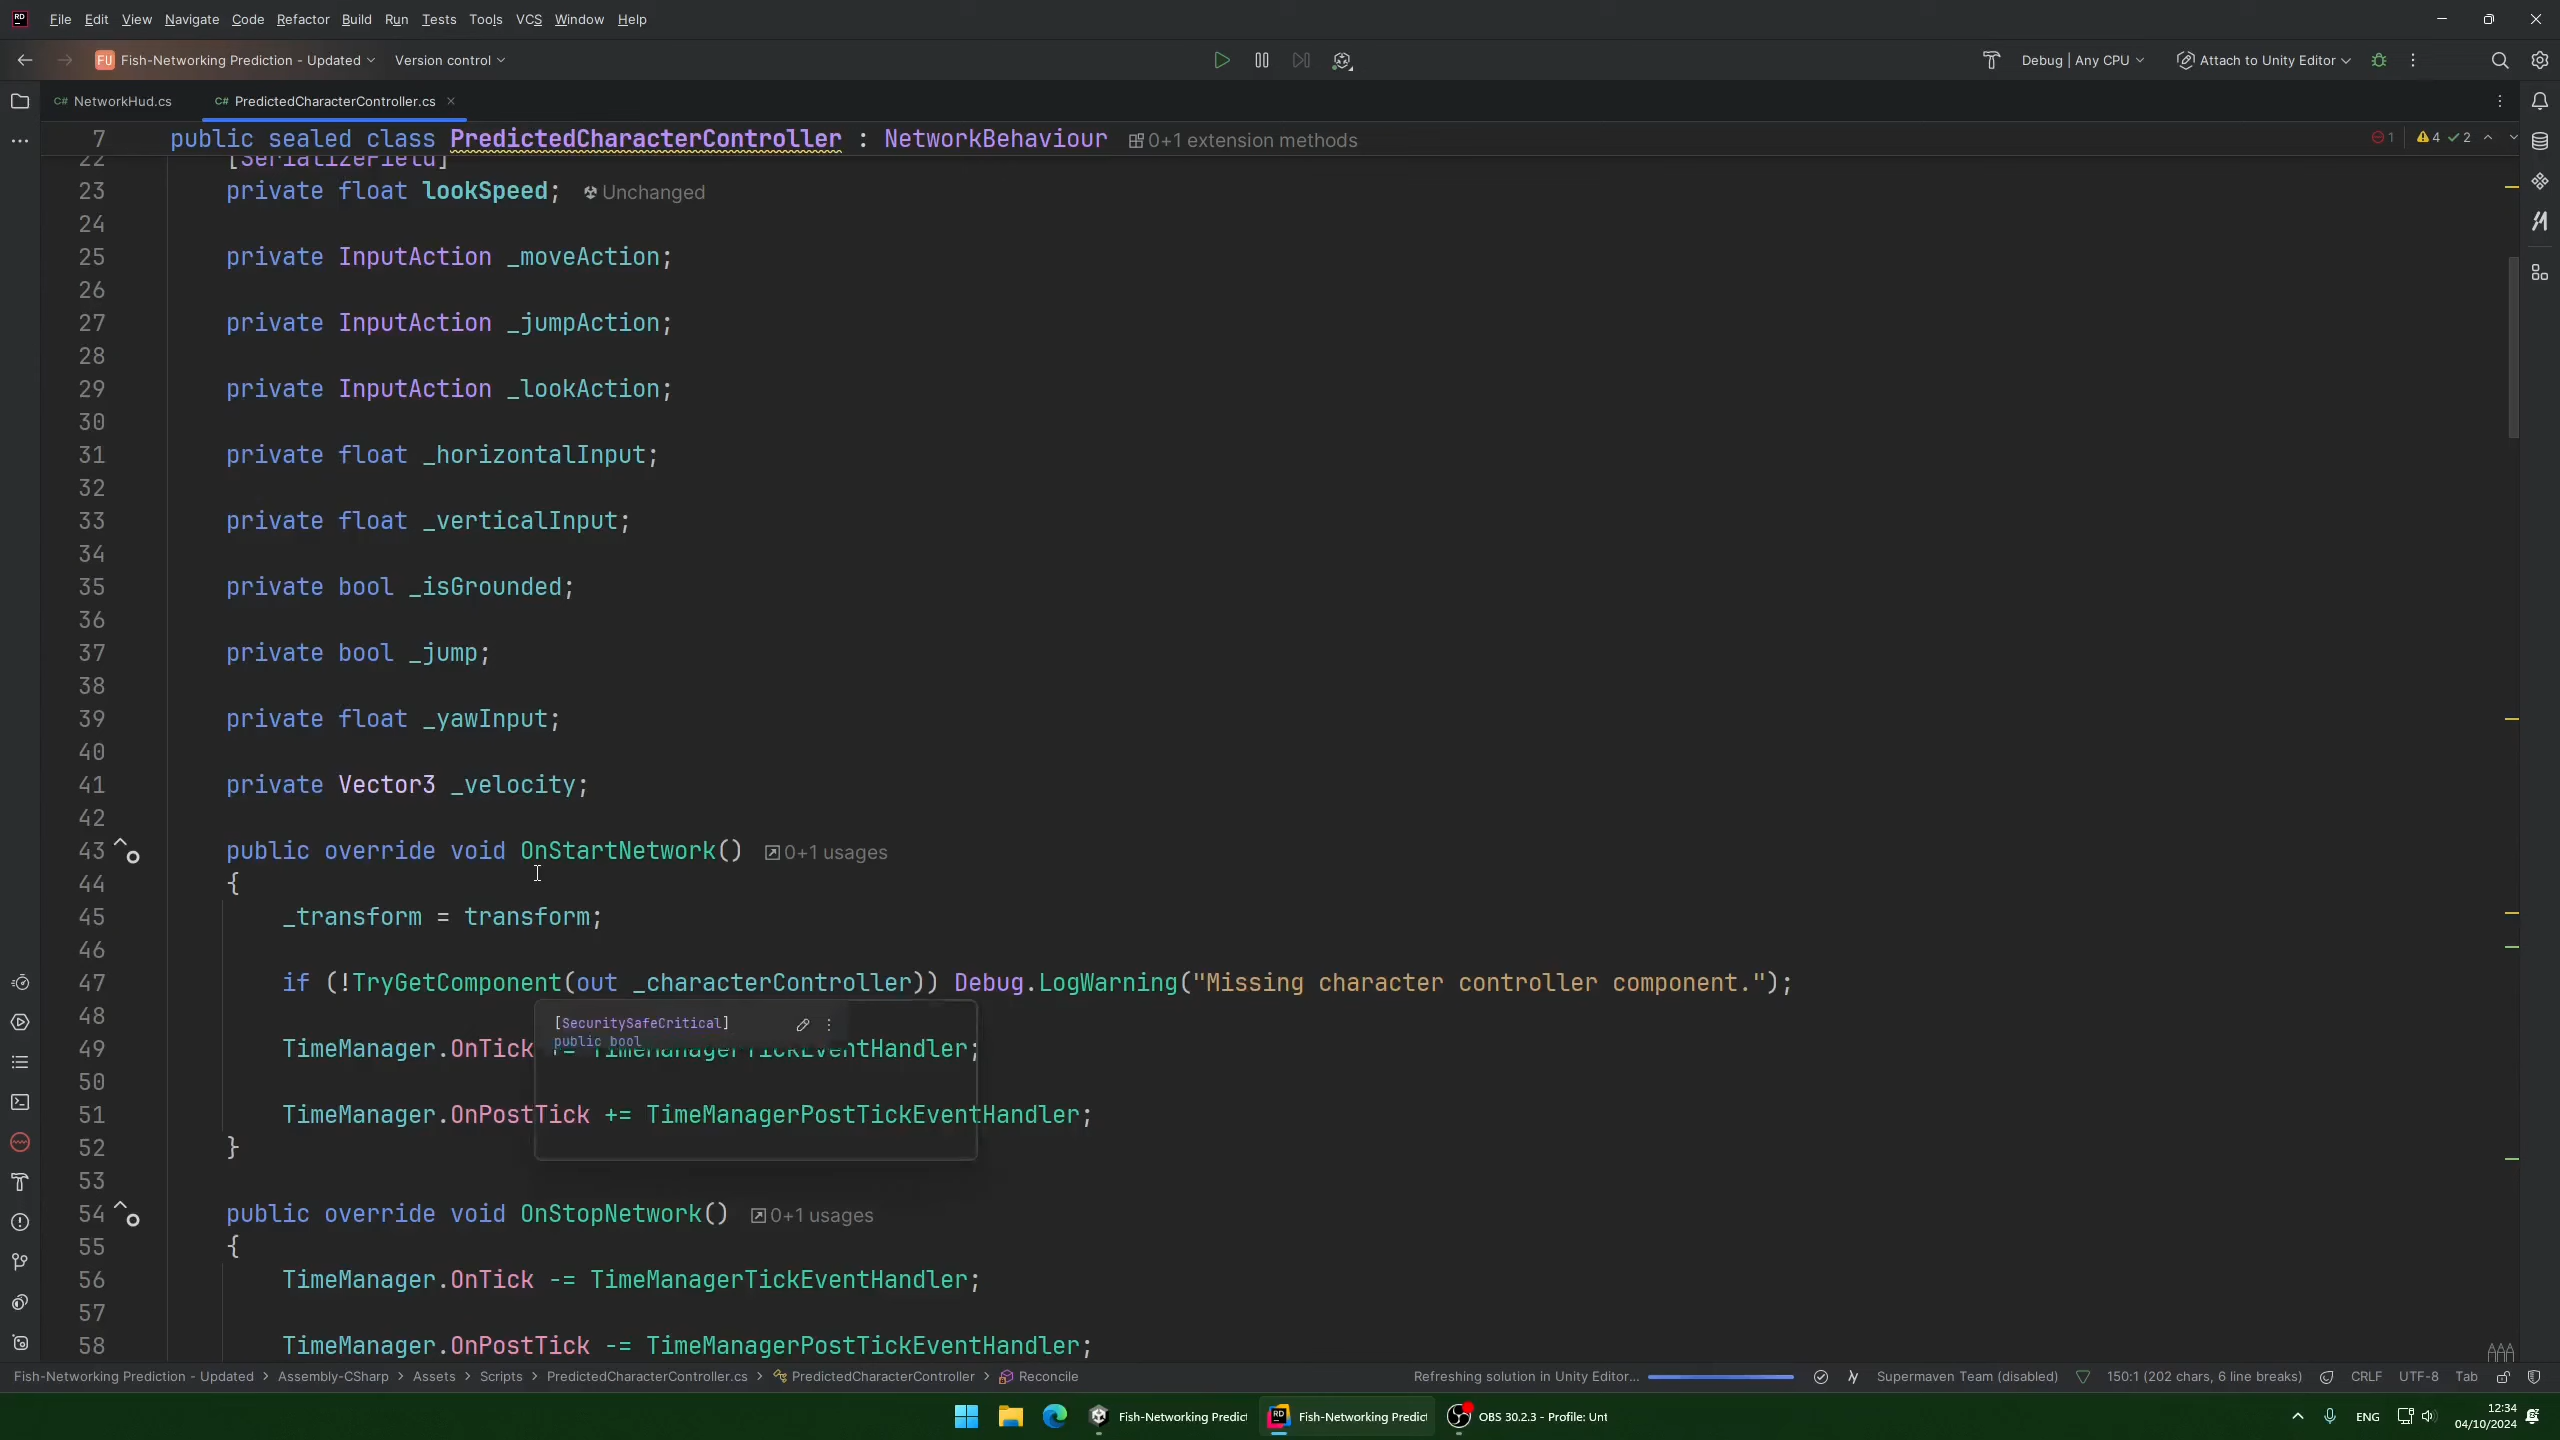 File Edit View Navigate Code Refactor Build Run Tests Tools VCS Window Help
FU Fish-Networking Prediction - Updated Version control Debug | Any CPU Attach to Unity Editor
C# NetworkHud.cs C# PredictedCharacterController.cs
7 public sealed class PredictedCharacterController : NetworkBehaviour 0+1 extension methods 1 4 2
22 [SerializeField]
23 private float lookSpeed; Unchanged
24
25 private InputAction _moveAction;
26
27 private InputAction _jumpAction;
28
29 private InputAction _lookAction;
30
31 private float _horizontalInput;
32
33 private float _verticalInput;
34
35 private bool _isGrounded;
36
37 private bool _jump;
38
39 private float _yawInput;
40
41 private Vector3 _velocity;
42
43 public override void OnStartNetwork() 0+1 usages
44 {
45 _transform = transform;
46
47 if (!TryGetComponent(out _characterController)) Debug.LogWarning("Missing character controller component.");
48
[SecuritySafeCritical]
public bool
49 TimeManager.OnTick += TimeManagerTickEventHandler;
50
51 TimeManager.OnPostTick += TimeManagerPostTickEventHandler;
52 }
53
54 public override void OnStopNetwork() 0+1 usages
55 {
56 TimeManager.OnTick -= TimeManagerTickEventHandler;
57
58 TimeManager.OnPostTick -= TimeManagerPostTickEventHandler;
Fish-Networking Prediction - Updated > Assembly-CSharp > Assets > Scripts > PredictedCharacterController.cs > PredictedCharacterController > Reconcile Refreshing solution in Unity Editor... Supermaven Team (disabled) 150:1 (202 chars, 6 line breaks) CRLF UTF-8 Tab
Fish-Networking Predict Fish-Networking Predict OBS 30.2.3 - Profile: Unt ENG 12:34
04/10/2024